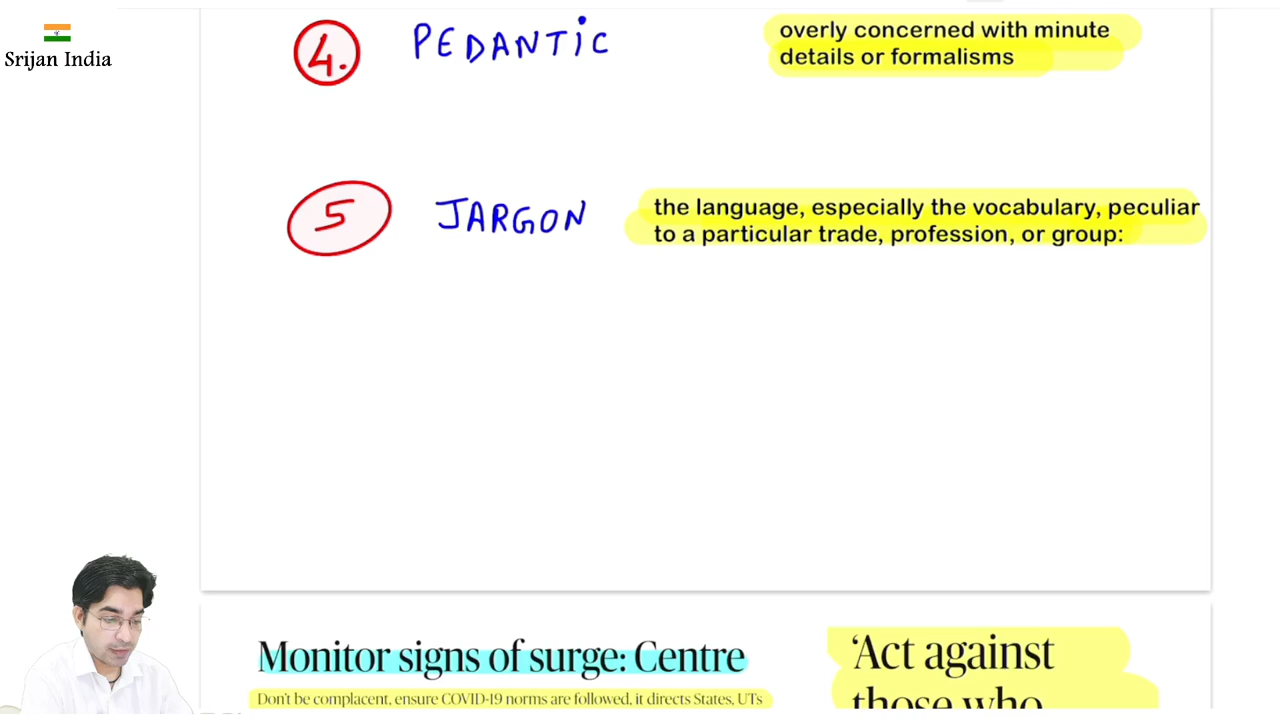 Srijan India
4. PEDANTIC
overly concerned with minute
details or formalisms
5 JARGON
the language, especially the vocabulary, peculiar
to a particular trade, profession, or group:
Monitor signs of surge: Centre
Don't be complacent, ensure COVID-19 norms are followed, it directs States, UTs
‘Act against
those who